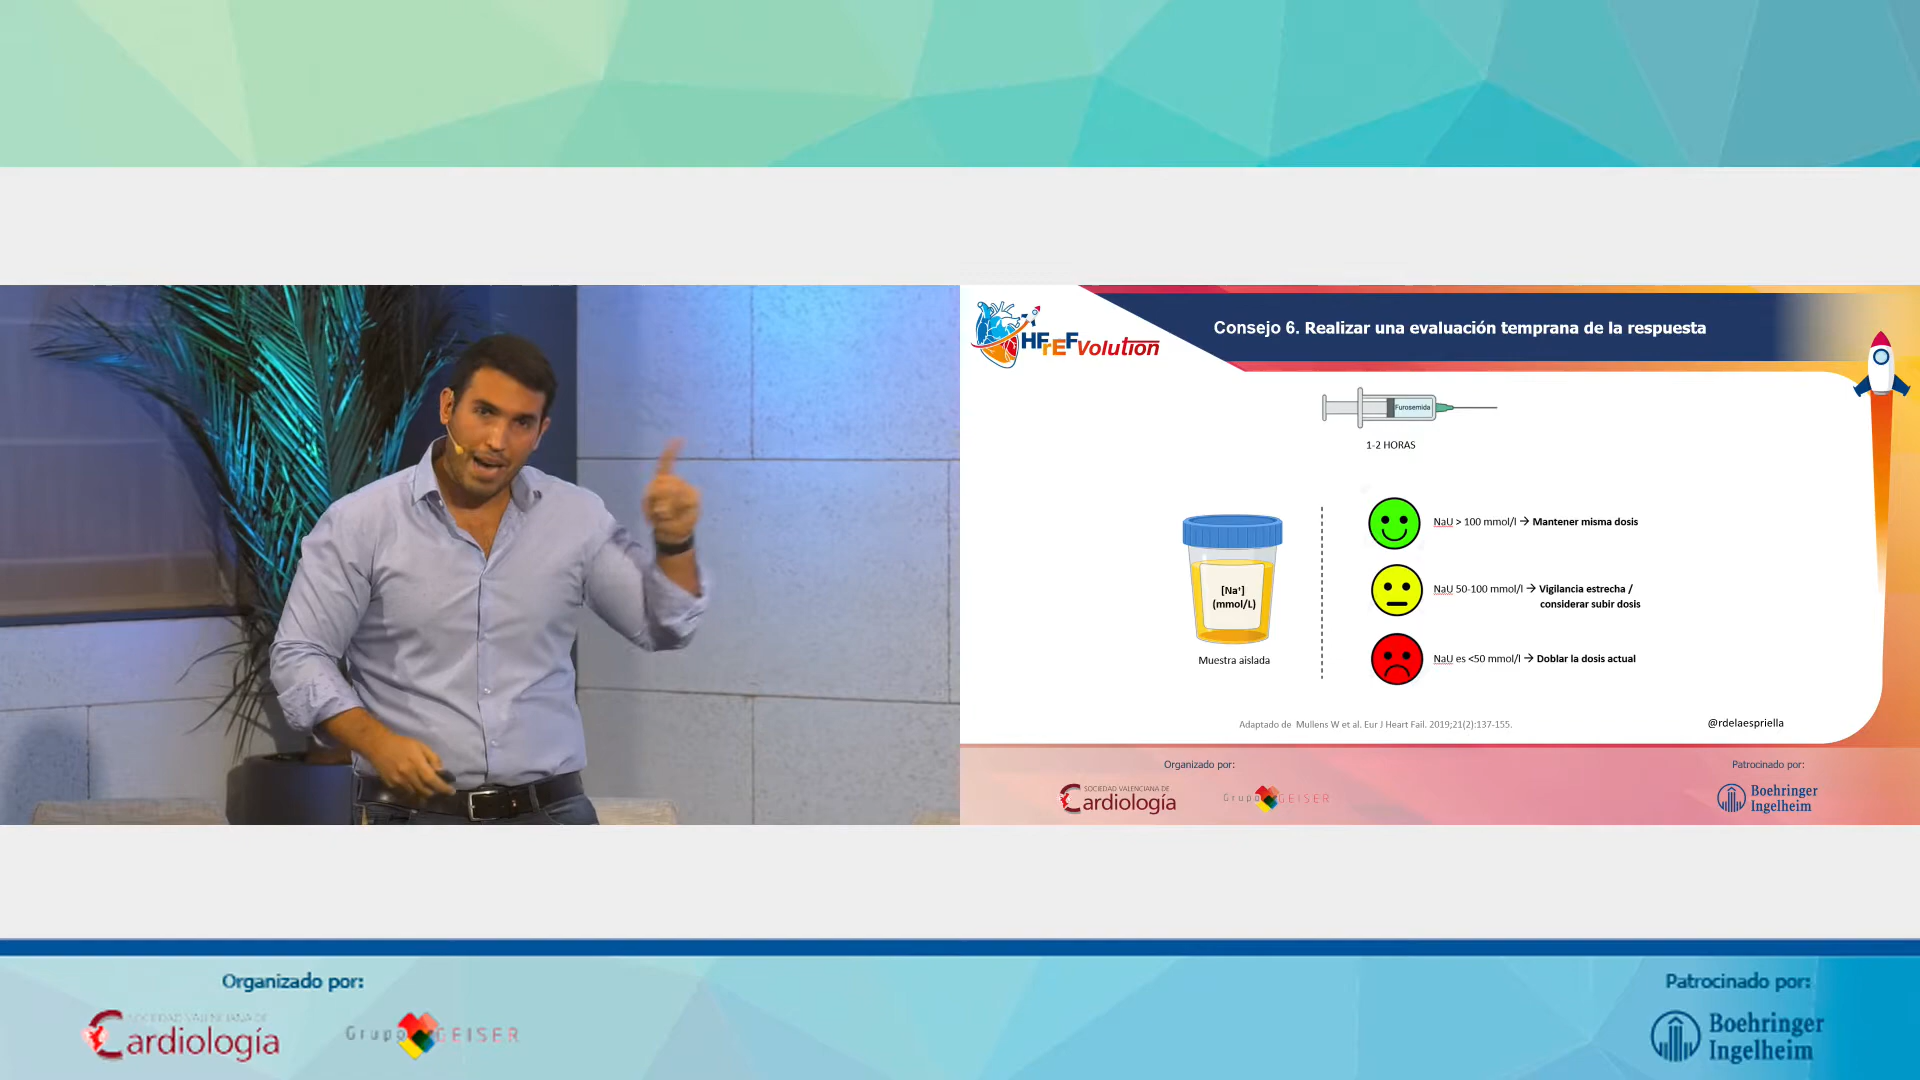 HFrEFvolution
Consejo 6. Realizar una evaluación temprana de la respuesta
Furosemida
1-2 HORAS
[Na⁺]
(mmol/L)
Muestra aislada
NaU > 100 mmol/l → Mantener misma dosis
NaU 50-100 mmol/l → Vigilancia estrecha /
considerar subir dosis
NaU es <50 mmol/l → Doblar la dosis actual
Adaptado de Mullens W et al. Eur J Heart Fail. 2019;21(2):137-155.
@rdelaespriella
Organizado por:
SOCIEDAD VALENCIANA DE
Cardiología
Grupo GEISER
Patrocinado por:
Boehringer
Ingelheim
Organizado por:
SOCIEDAD VALENCIANA DE
Cardiología
Grupo GEISER
Patrocinado por:
Boehringer
Ingelheim